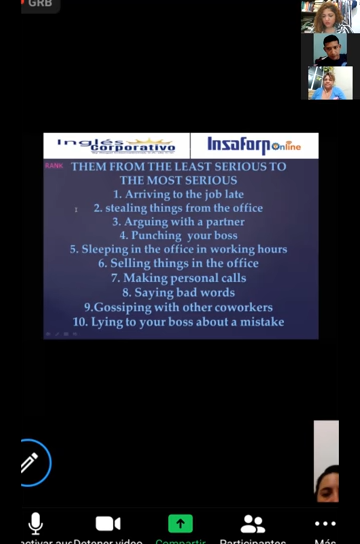 GRB
Inglés corporativo
Insaforp Online
RANK THEM FROM THE LEAST SERIOUS TO
THE MOST SERIOUS
1. Arriving to the job late
2. stealing things from the office
3. Arguing with a partner
4. Punching your boss
5. Sleeping in the office in working hours
6. Selling things in the office
7. Making personal calls
8. Saying bad words
9.Gossiping with other coworkers
10. Lying to your boss about a mistake
Detener video Compartir Participantes Más